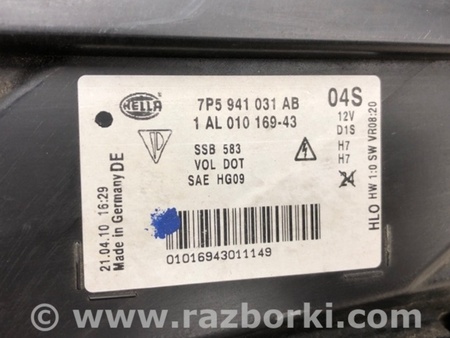 HELLA
7P5 941 031 AB
1 AL 010 169-43
04S
12V
D1S
H7
H7
24
SSB 583
VOL DOT
SAE HG09
HLO HW 1:0 SW VR08:20
21.04.10 16:29
Made in Germany DE
01016943011149
© www.razborki.com